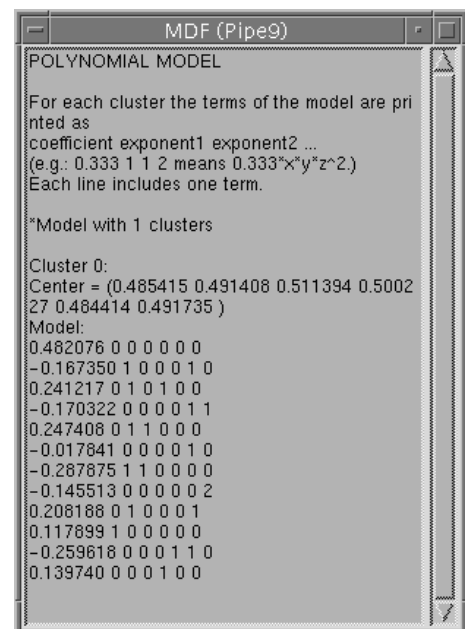 MDF (Pipe9)
POLYNOMIAL MODEL
For each cluster the terms of the model are pri
nted as
coefficient exponent1 exponent2 ...
(e.g.: 0.333 1 1 2 means 0.333*x*y*z^2.)
Each line includes one term.
*Model with 1 clusters
Cluster 0:
Center = (0.485415 0.491408 0.511394 0.5002
27 0.484414 0.491735 )
Model:
0.482076 0 0 0 0 0 0
-0.167350 1 0 0 0 1 0
0.241217 0 1 0 1 0 0
-0.170322 0 0 0 0 1 1
0.247408 0 1 1 0 0 0
-0.017841 0 0 0 0 1 0
-0.287875 1 1 0 0 0 0
-0.145513 0 0 0 0 0 2
0.208188 0 1 0 0 0 1
0.117899 1 0 0 0 0 0
-0.259618 0 0 0 1 1 0
0.139740 0 0 0 1 0 0